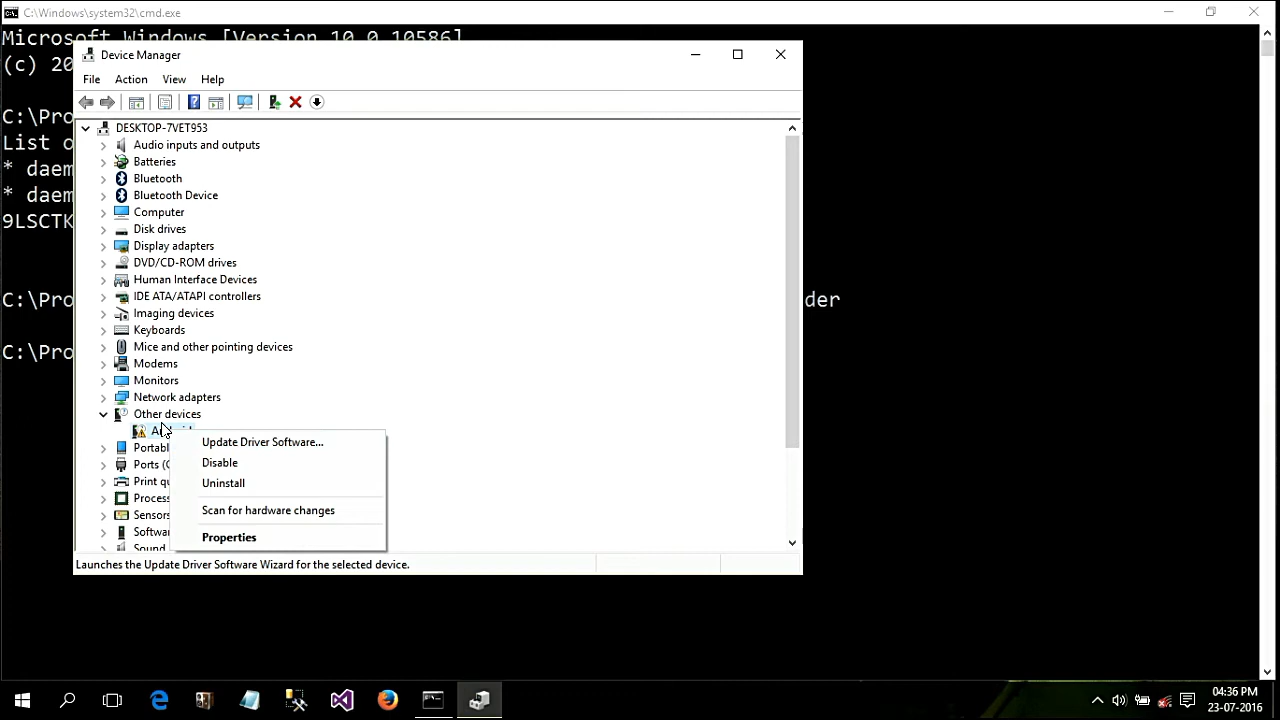 C:\Windows\system32\cmd.exe
Microsoft Windows [Version 10.0.10586]
(c) 20
C:\Pro
List o
* daem
* daem
9LSCTK
C:\Pro
der
C:\Pro
Device Manager
File Action View Help
DESKTOP-7VET953
Audio inputs and outputs
Batteries
Bluetooth
Bluetooth Device
Computer
Disk drives
Display adapters
DVD/CD-ROM drives
Human Interface Devices
IDE ATA/ATAPI controllers
Imaging devices
Keyboards
Mice and other pointing devices
Modems
Monitors
Network adapters
Other devices
Portabl
Ports (C
Print qu
Process
Sensors
Softwar
Sound
Update Driver Software...
Disable
Uninstall
Scan for hardware changes
Properties
Launches the Update Driver Software Wizard for the selected device.
04:36 PM
23-07-2016